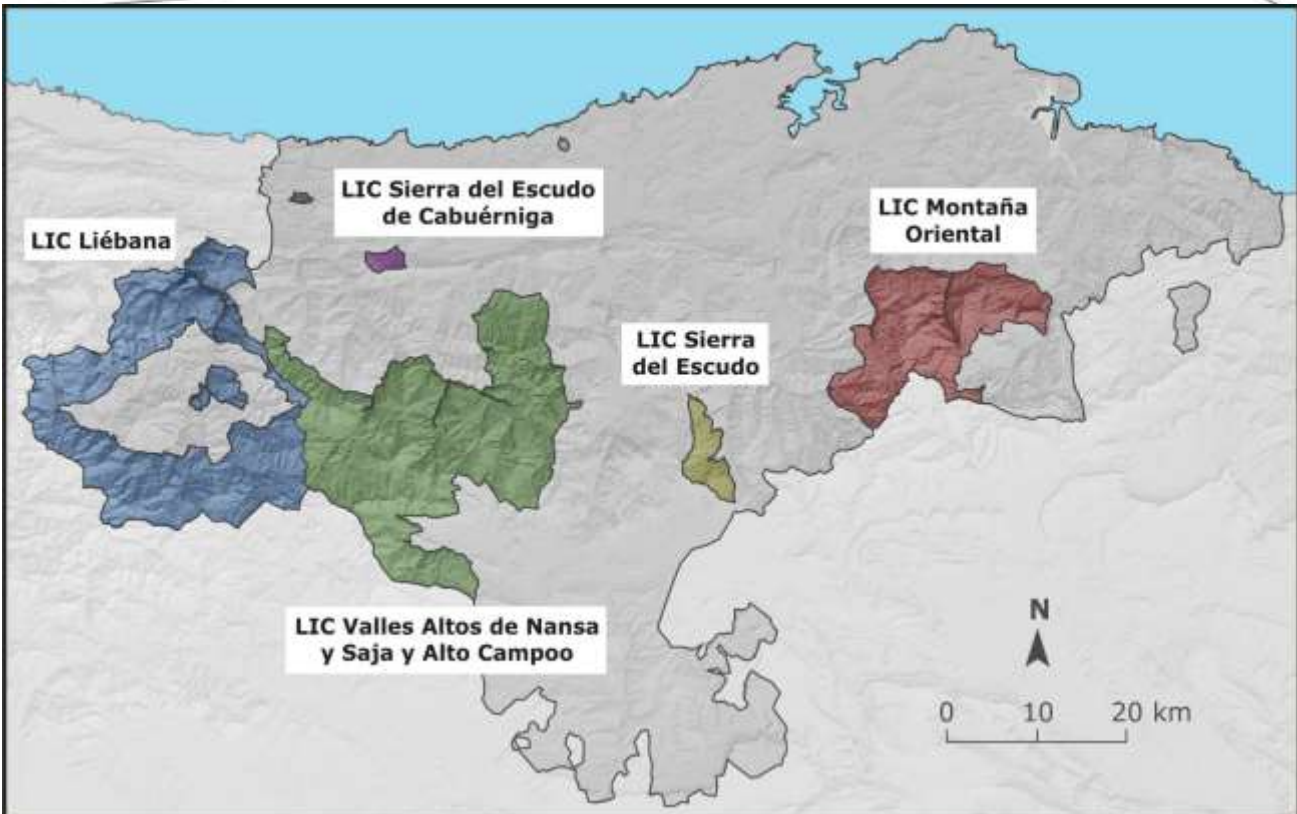 LIC Sierra del Escudo
de Cabuérniga
LIC Montaña
Oriental
LIC Liébana
LIC Sierra
del Escudo
LIC Valles Altos de Nansa
y Saja y Alto Campoo
N
0 10 20 km